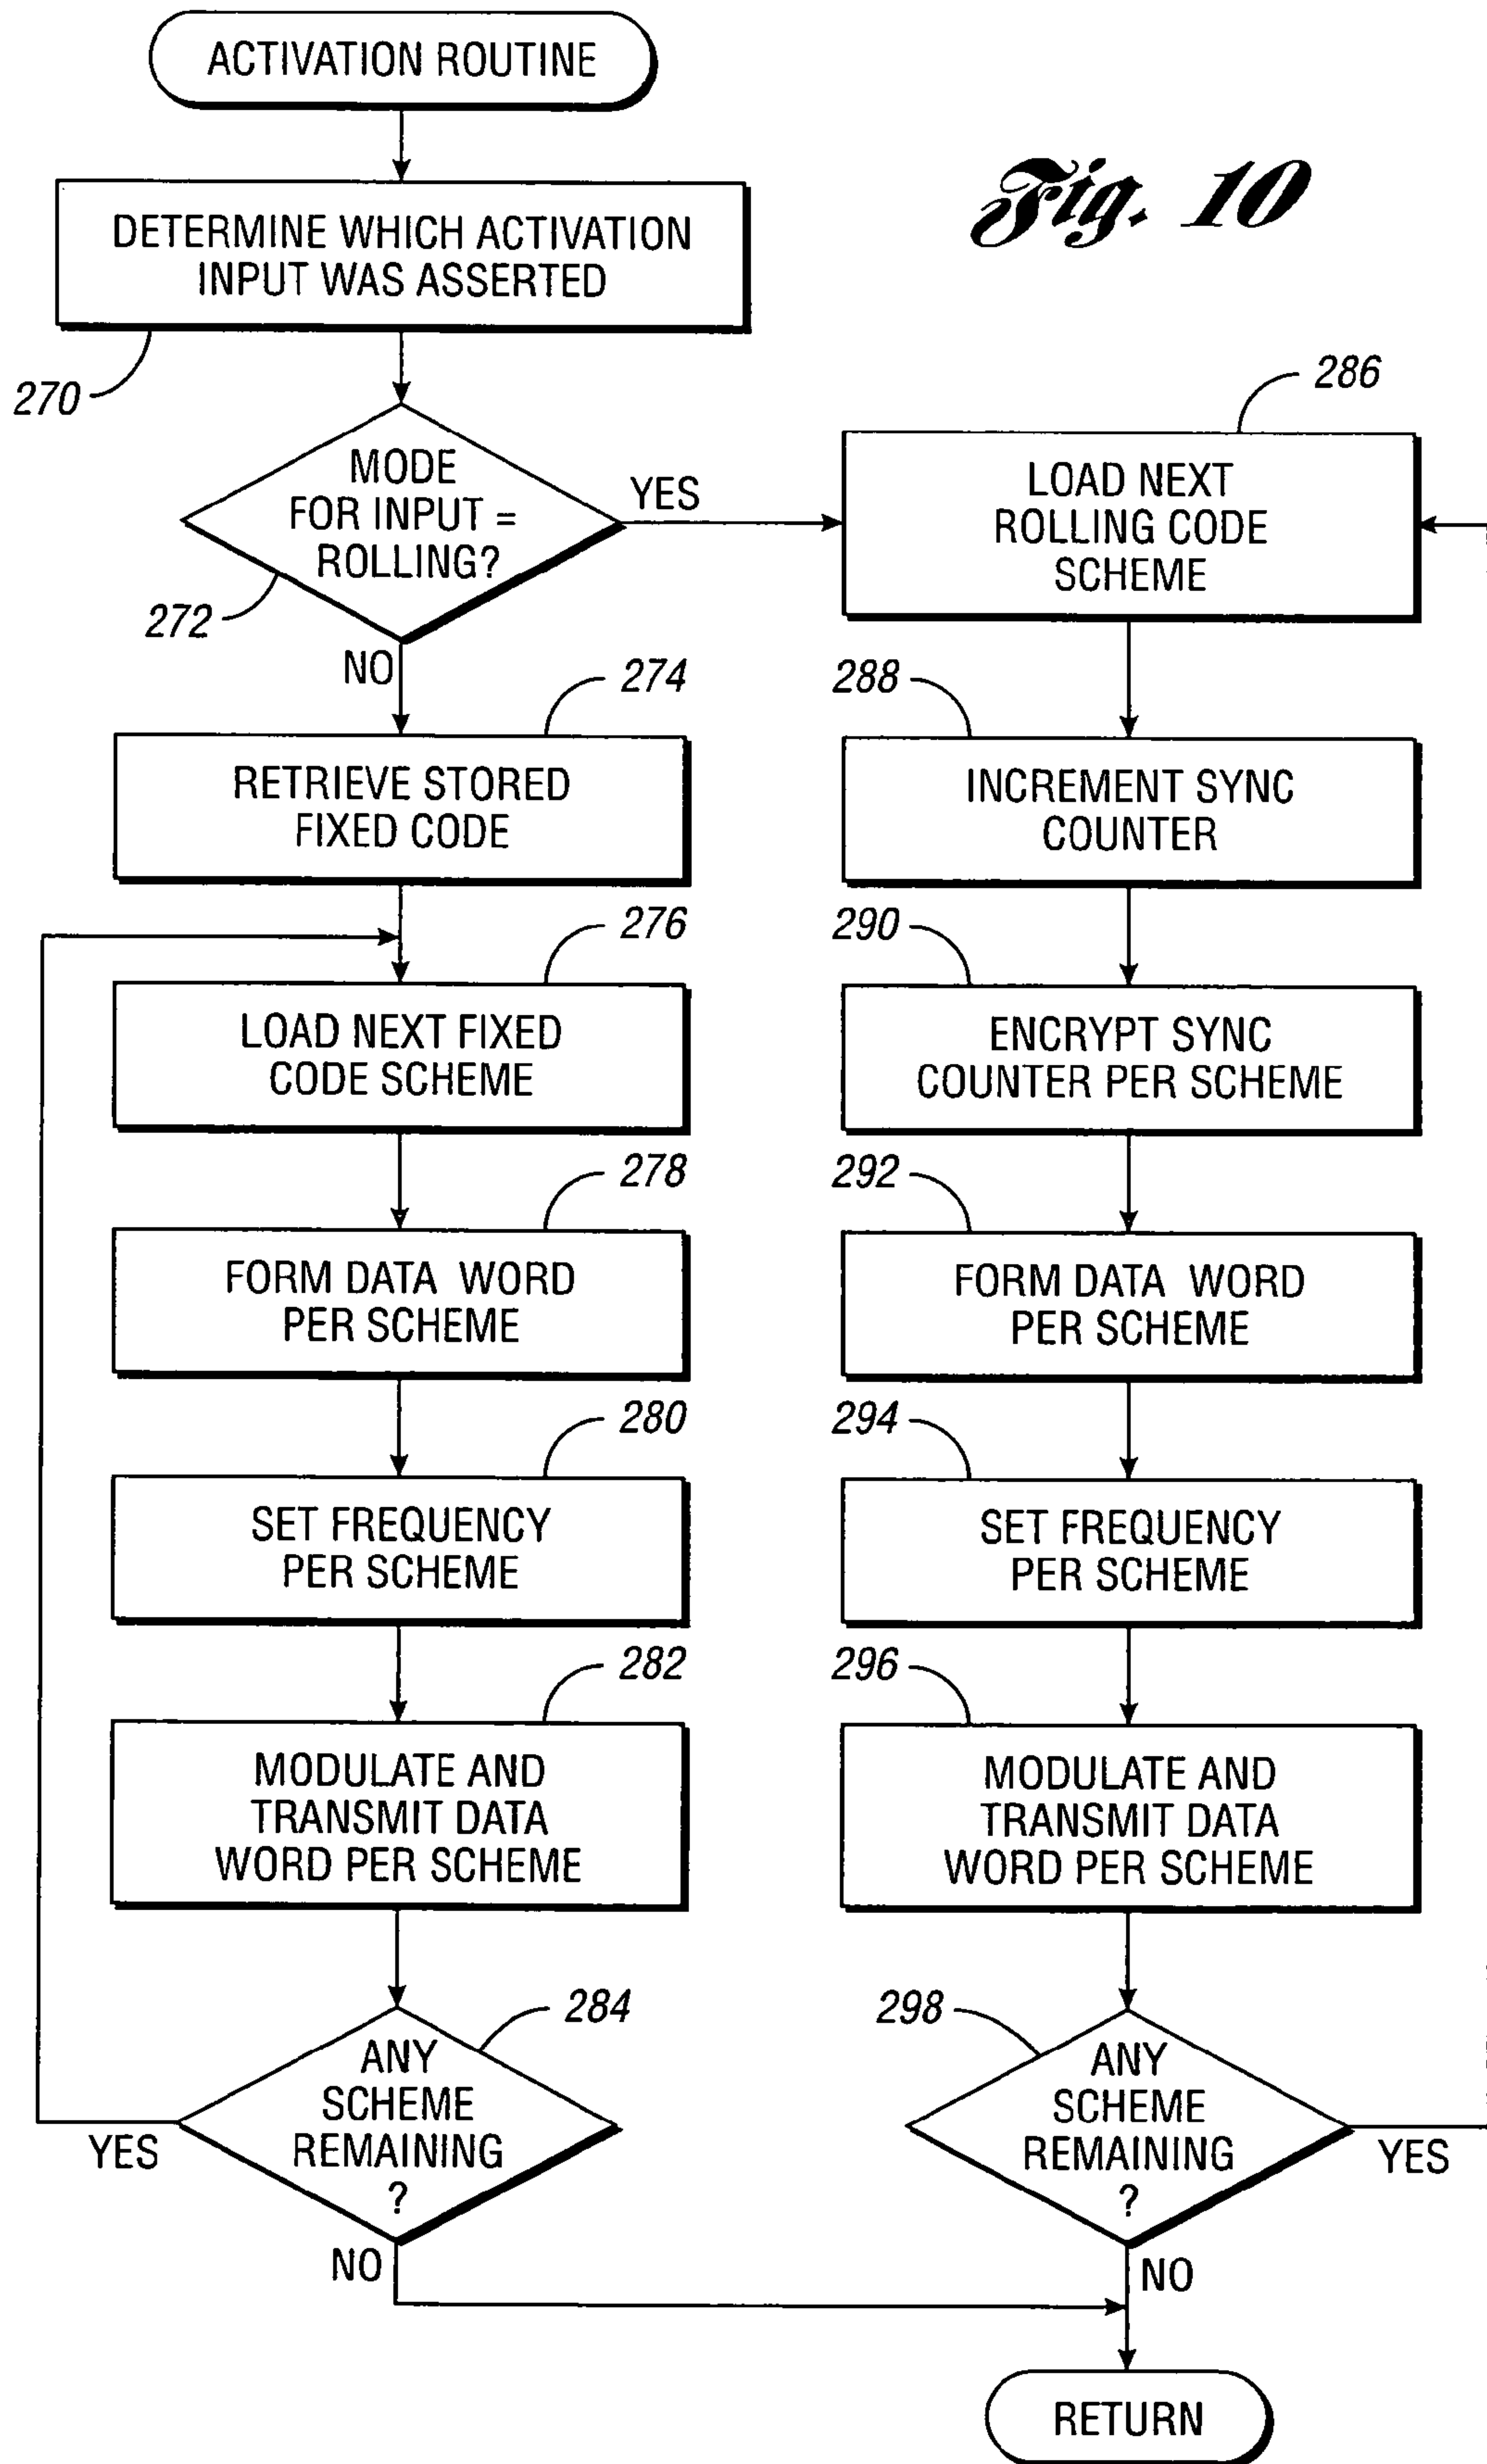 ACTIVATION ROUTINE
Fig. 10
DETERMINE WHICH ACTIVATION
INPUT WAS ASSERTED
270
MODE
FOR INPUT =
ROLLING?
YES
272
NO
274
RETRIEVE STORED
FIXED CODE
276
LOAD NEXT FIXED
CODE SCHEME
278
FORM DATA WORD
PER SCHEME
280
SET FREQUENCY
PER SCHEME
282
MODULATE AND
TRANSMIT DATA
WORD PER SCHEME
284
ANY
SCHEME
REMAINING
?
YES
NO
286
LOAD NEXT
ROLLING CODE
SCHEME
288
INCREMENT SYNC
COUNTER
290
ENCRYPT SYNC
COUNTER PER SCHEME
292
FORM DATA WORD
PER SCHEME
294
SET FREQUENCY
PER SCHEME
296
MODULATE AND
TRANSMIT DATA
WORD PER SCHEME
298
ANY
SCHEME
REMAINING
?
YES
NO
RETURN